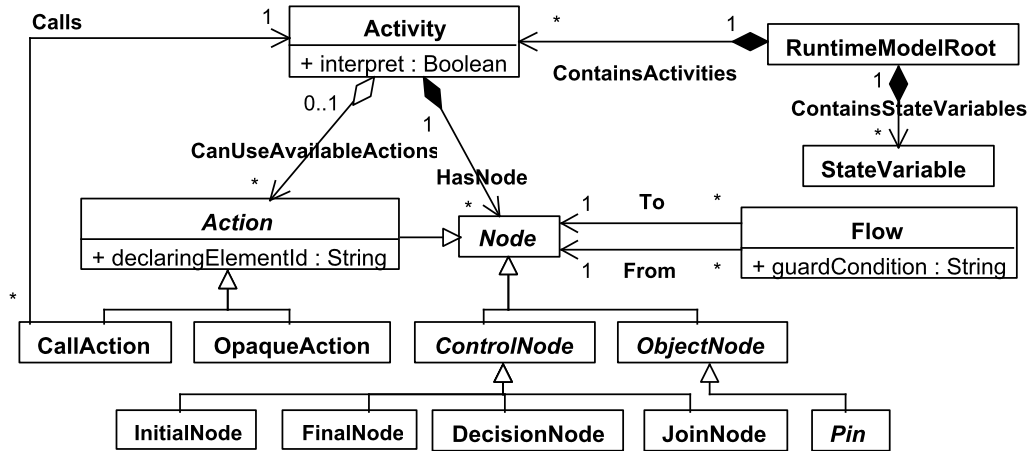 Calls
1
Activity
+ interpret : Boolean
*
1
ContainsActivities
RuntimeModelRoot
1
ContainsStateVariables
*
StateVariable
0..1
1
CanUseAvailableActions
HasNode
*
*
Action
+ declaringElementId : String
Node
1
To
*
1
From
*
Flow
+ guardCondition : String
*
CallAction
OpaqueAction
ControlNode
ObjectNode
InitialNode
FinalNode
DecisionNode
JoinNode
Pin